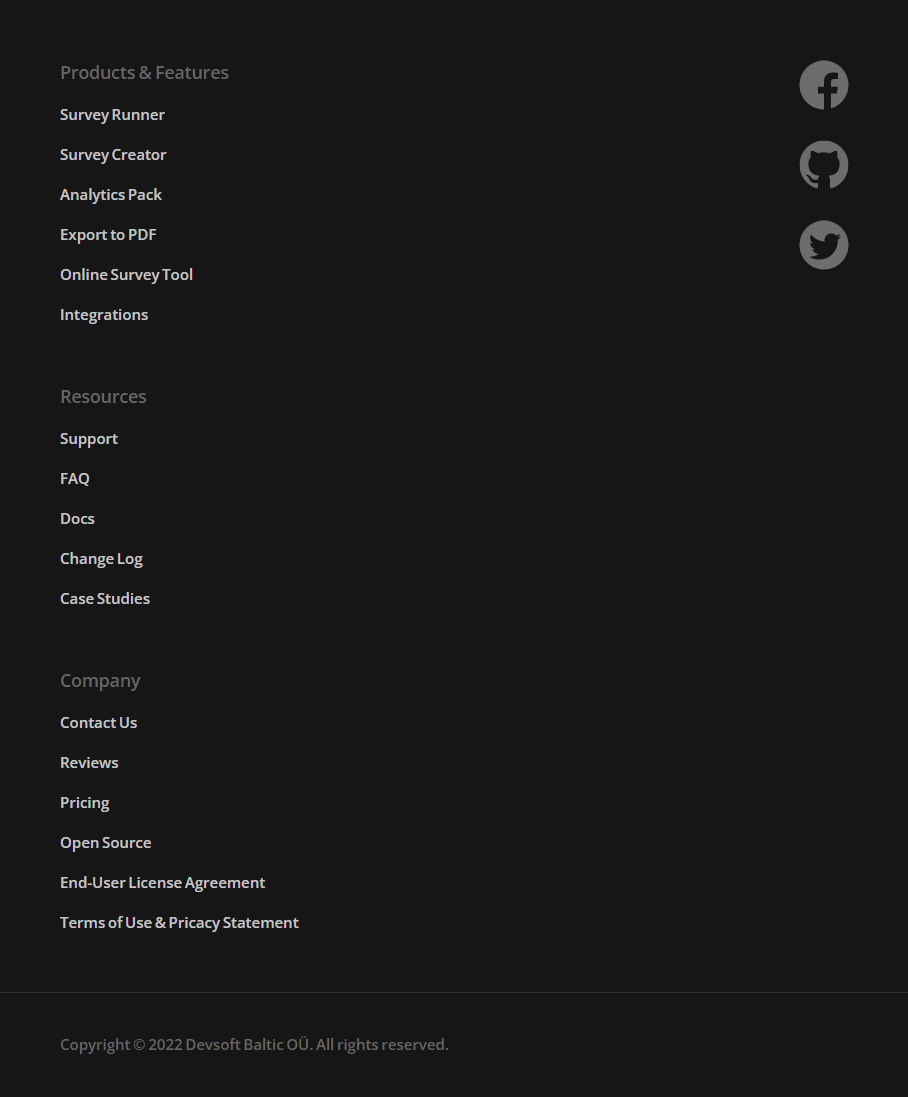 Products & Features
Survey Runner
Survey Creator
Analytics Pack
Export to PDF
Online Survey Tool
Integrations
Resources
Support
FAQ
Docs
Change Log
Case Studies
Company
Contact Us
Reviews
Pricing
Open Source
End-User License Agreement
Terms of Use & Pricacy Statement
Copyright © 2022 Devsoft Baltic OÜ. All rights reserved.